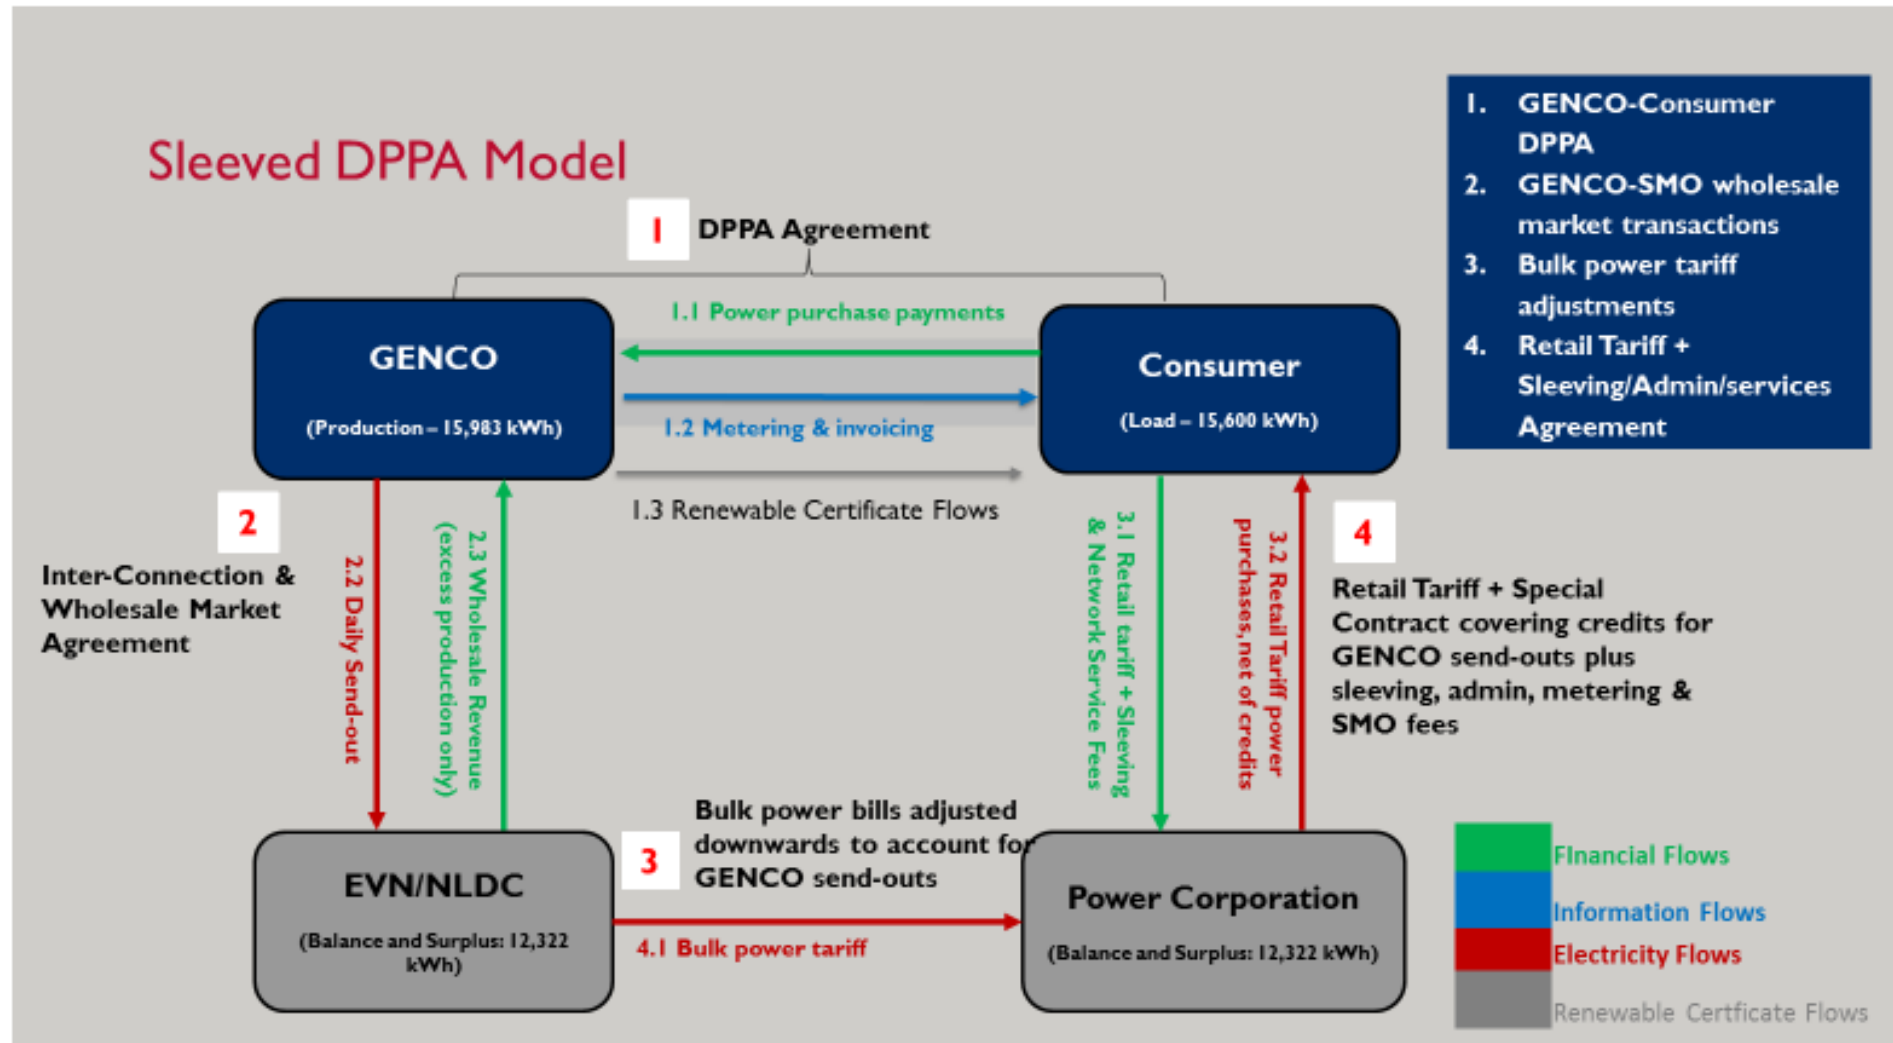 Sleeved DPPA Model
1. GENCO-Consumer
DPPA
2. GENCO-SMO wholesale
market transactions
3. Bulk power tariff
adjustments
4. Retail Tariff +
Sleeving/Admin/services
Agreement
1 DPPA Agreement
1.1 Power purchase payments
GENCO
(Production – 15,983 kWh)
Consumer
(Load – 15,600 kWh)
1.2 Metering & invoicing
1.3 Renewable Certificate Flows
2
Inter-Connection &
Wholesale Market
Agreement
2.2 Daily Send-out
2.3 Wholesale Revenue
(excess production only)
3.1 Retail tariff + Sleeving
& Network Service Fees
3.2 Retail Tariff power
purchases, net of credits
4
Retail Tariff + Special
Contract covering credits for
GENCO send-outs plus
sleeving, admin, metering &
SMO fees
3
Bulk power bills adjusted
downwards to account for
GENCO send-outs
EVN/NLDC
(Balance and Surplus: 12,322
kWh)
4.1 Bulk power tariff
Power Corporation
(Balance and Surplus: 12,322 kWh)
FInancial Flows
Information Flows
Electricity Flows
Renewable Certficate Flows